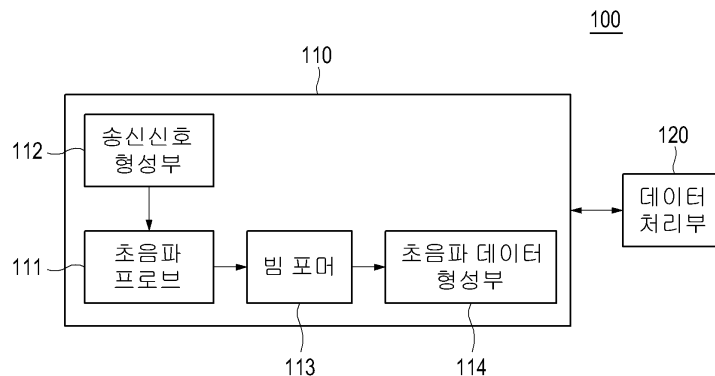 100
110
송신신호
형성부
112
120
데이터
처리부
초음파
프로브
111
빔 포머
초음파 데이터
형성부
113
114